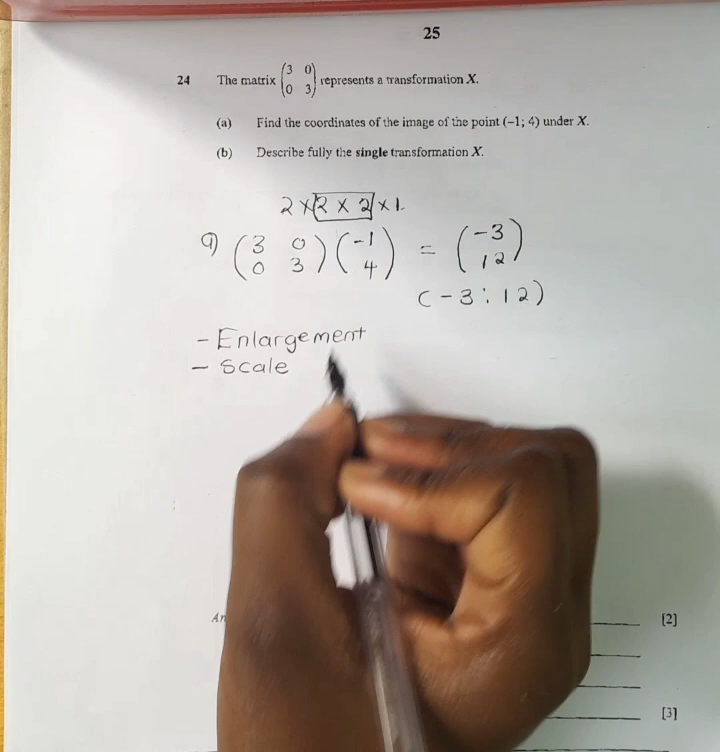 25
24 The matrix (3 0 0 3) represents a transformation X.
(a) Find the coordinates of the image of the point (−1; 4) under X.
(b) Describe fully the single transformation X.
2 × 2 × 2 × 1
a) (3 0 0 3) (-1 4) = (-3 12)
(-3 ; 12)
- Enlargement
- Scale
[2]
[3]